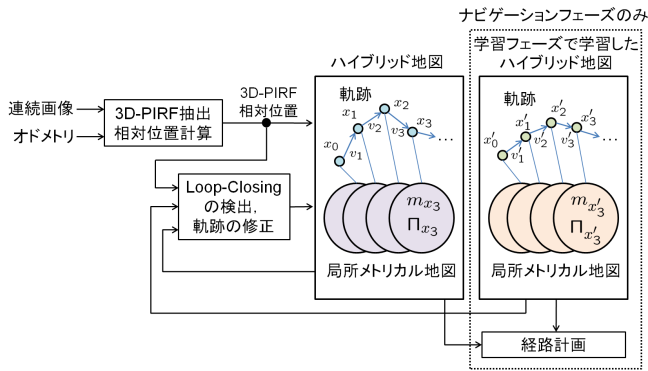 ナビゲーションフェーズのみ
学習フェーズで学習した
ハイブリッド地図
ハイブリッド地図
連続画像
オドメトリ
3D-PIRF抽出
相対位置計算
3D-PIRF
相対位置
軌跡
x₀
x₁
x₂
x₃
v₁
v₂
v₃
...
軌跡
x′₀
x′₁
x′₂
x′₃
v′₁
v′₂
v′₃
...
Loop-Closing
の検出,
軌跡の修正
m_{x₃}
Π_{x₃}
局所メトリカル地図
m_{x′₃}
Π_{x′₃}
局所メトリカル地図
経路計画